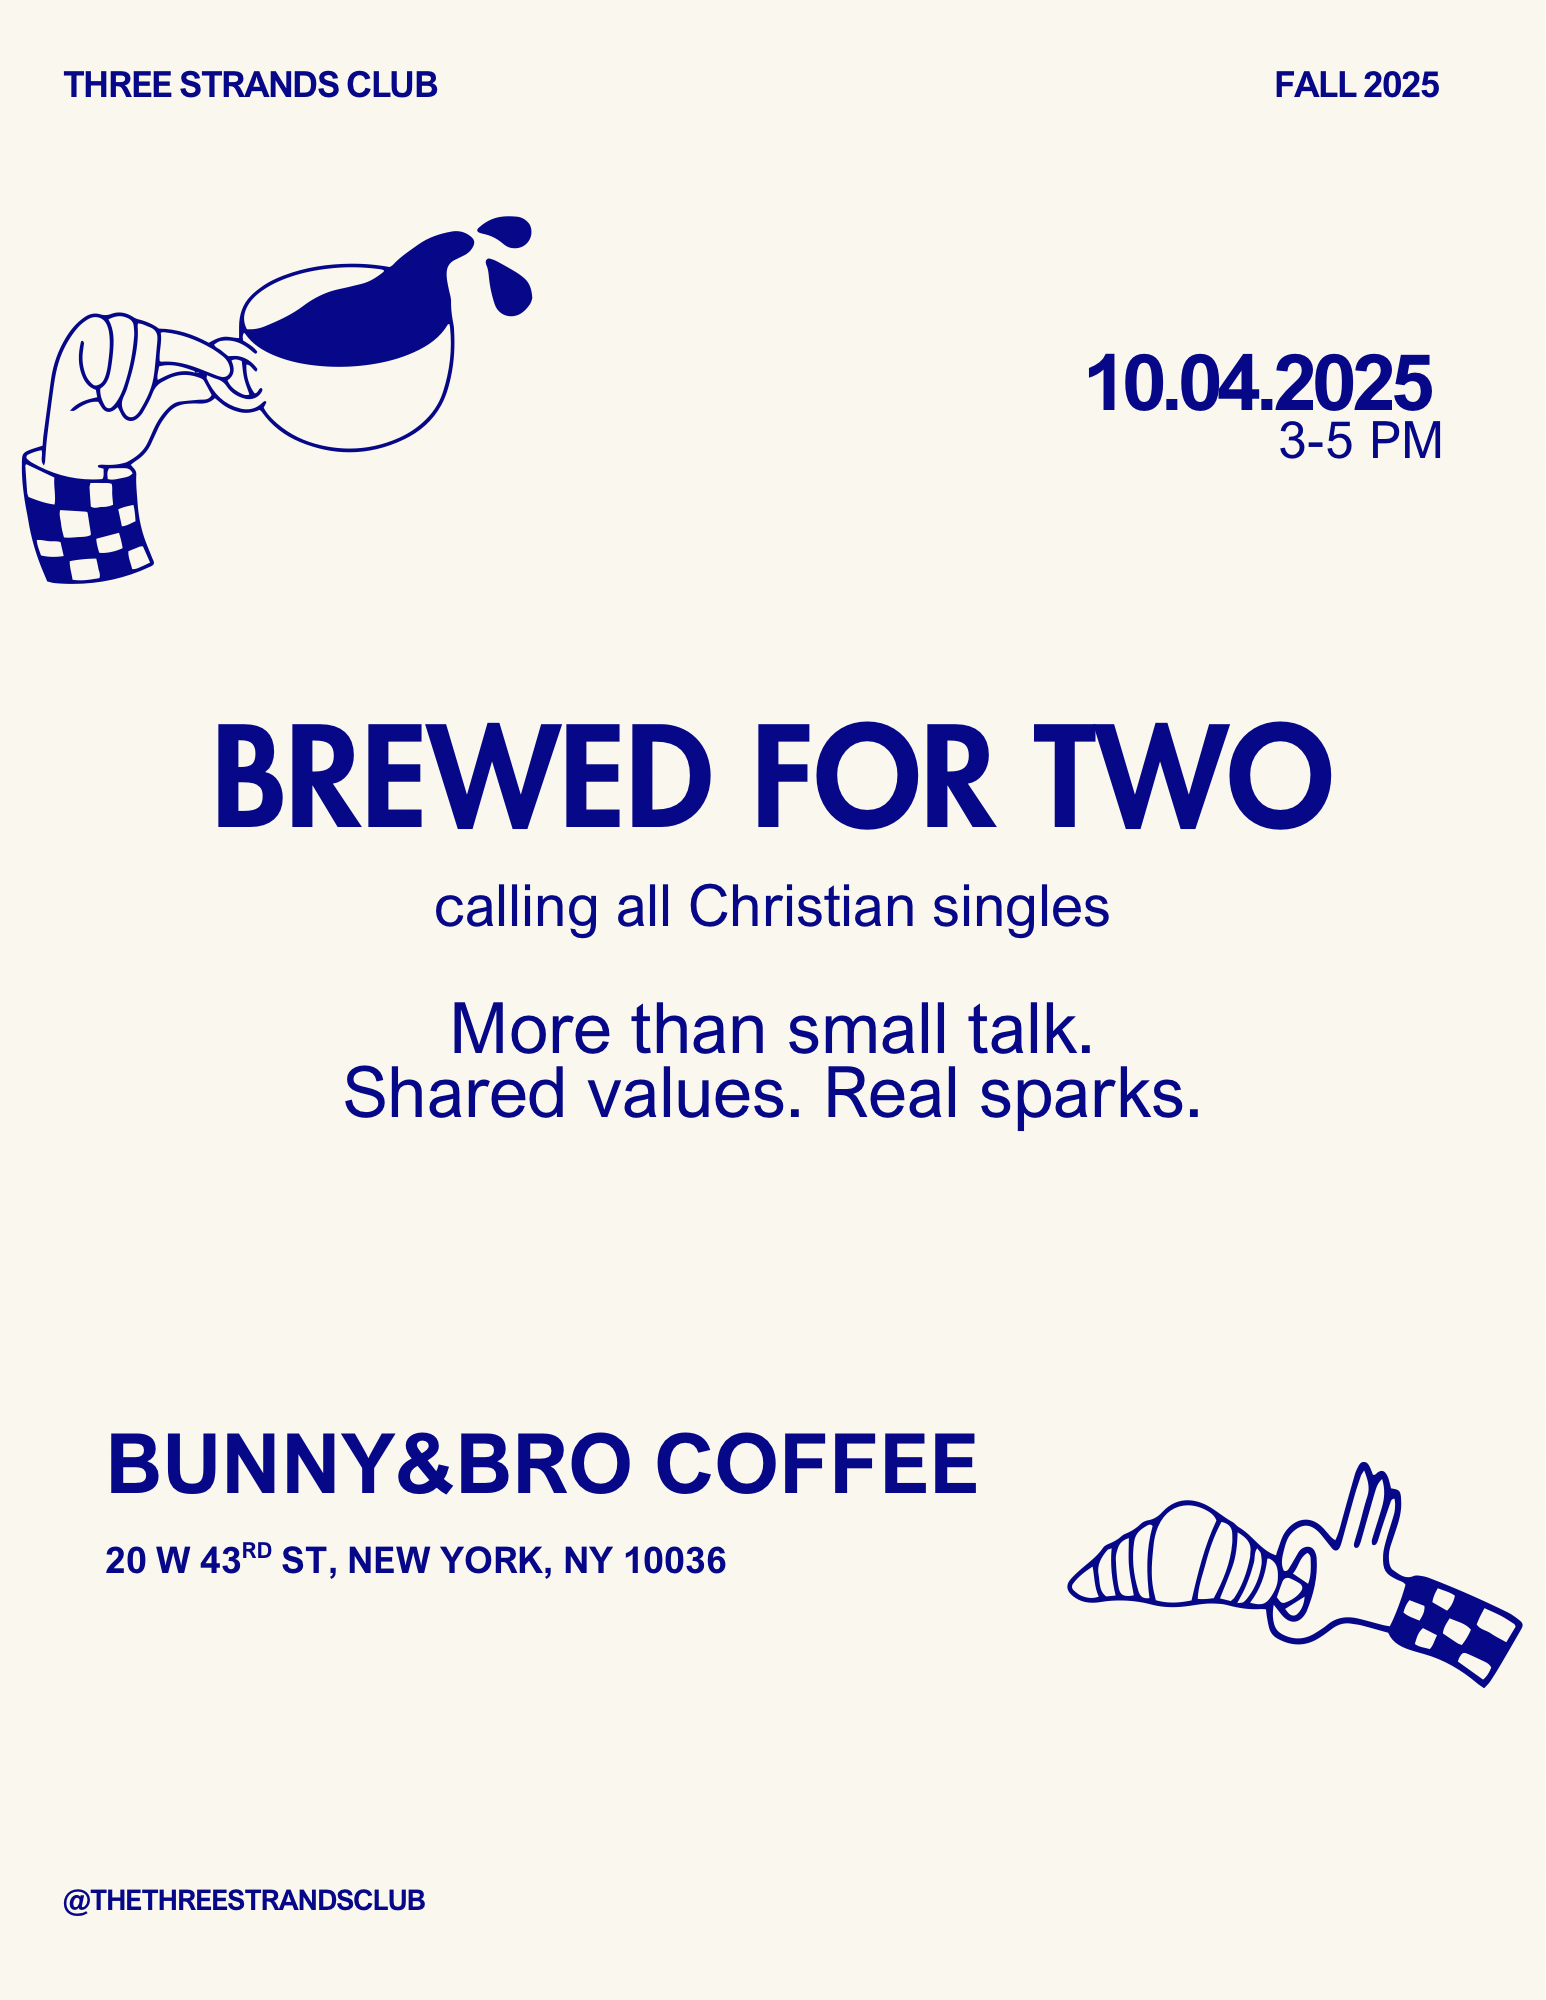 THREE STRANDS CLUB
FALL 2025
10.04.2025
3-5 PM
BREWED FOR TWO
calling all Christian singles
More than small talk.
Shared values. Real sparks.
BUNNY&BRO COFFEE
20 W 43RD ST, NEW YORK, NY 10036
@THETHREESTRANDSCLUB